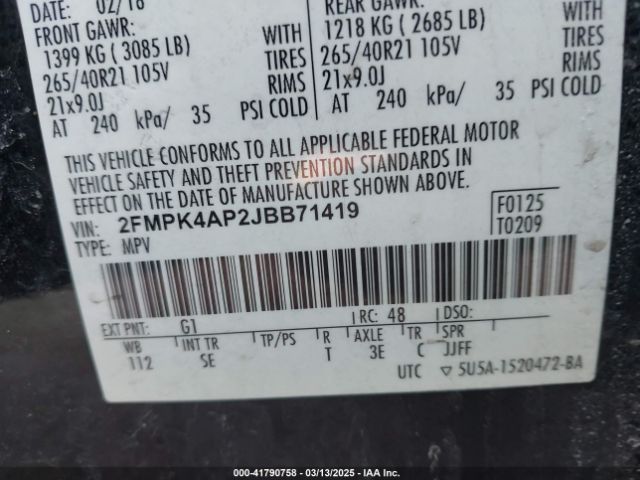 DATE: 02/18
FRONT GAWR: REAR GAWR:
1399 KG ( 3085 LB) WITH 1218 KG ( 2685 LB) WITH
265/40R21 105V TIRES 265/40R21 105V TIRES
21x9.0J RIMS 21x9.0J RIMS
AT 240 kPa/ 35 PSI COLD AT 240 kPa/ 35 PSI COLD
THIS VEHICLE CONFORMS TO ALL APPLICABLE FEDERAL MOTOR
VEHICLE SAFETY AND THEFT PREVENTION STANDARDS IN
EFFECT ON THE DATE OF MANUFACTURE SHOWN ABOVE.
VIN: 2FMPK4AP2JBB71419 F0125
TYPE: MPV T0209
EXT PNT: G1 RC: 48 DSO:
WB INT TR TP/PS R AXLE TR SPR
112 SE T 3E C JJFF
UTC ▽ 5U5A-1520472-BA
© - 41790758 - 03/13/2025 - IAA Inc.